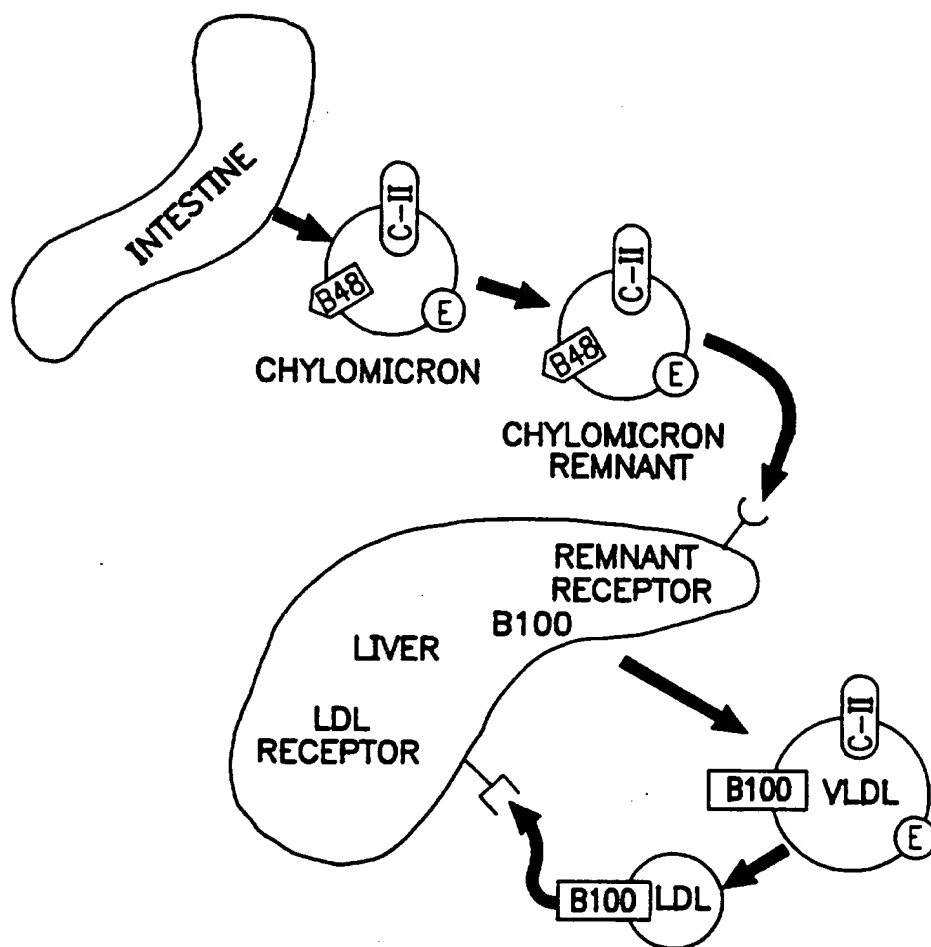 INTESTINE
C-II
B48
E
CHYLOMICRON
C-II
B48
E
CHYLOMICRON
REMNANT
REMNANT
RECEPTOR
B100
LIVER
LDL
RECEPTOR
C-II
B100
VLDL
E
B100
LDL